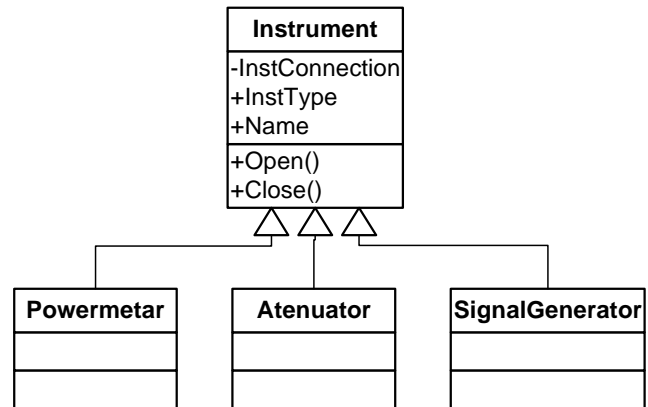 Instrument
-InstConnection
+InstType
+Name
+Open()
+Close()
Powermetar
Atenuator
SignalGenerator